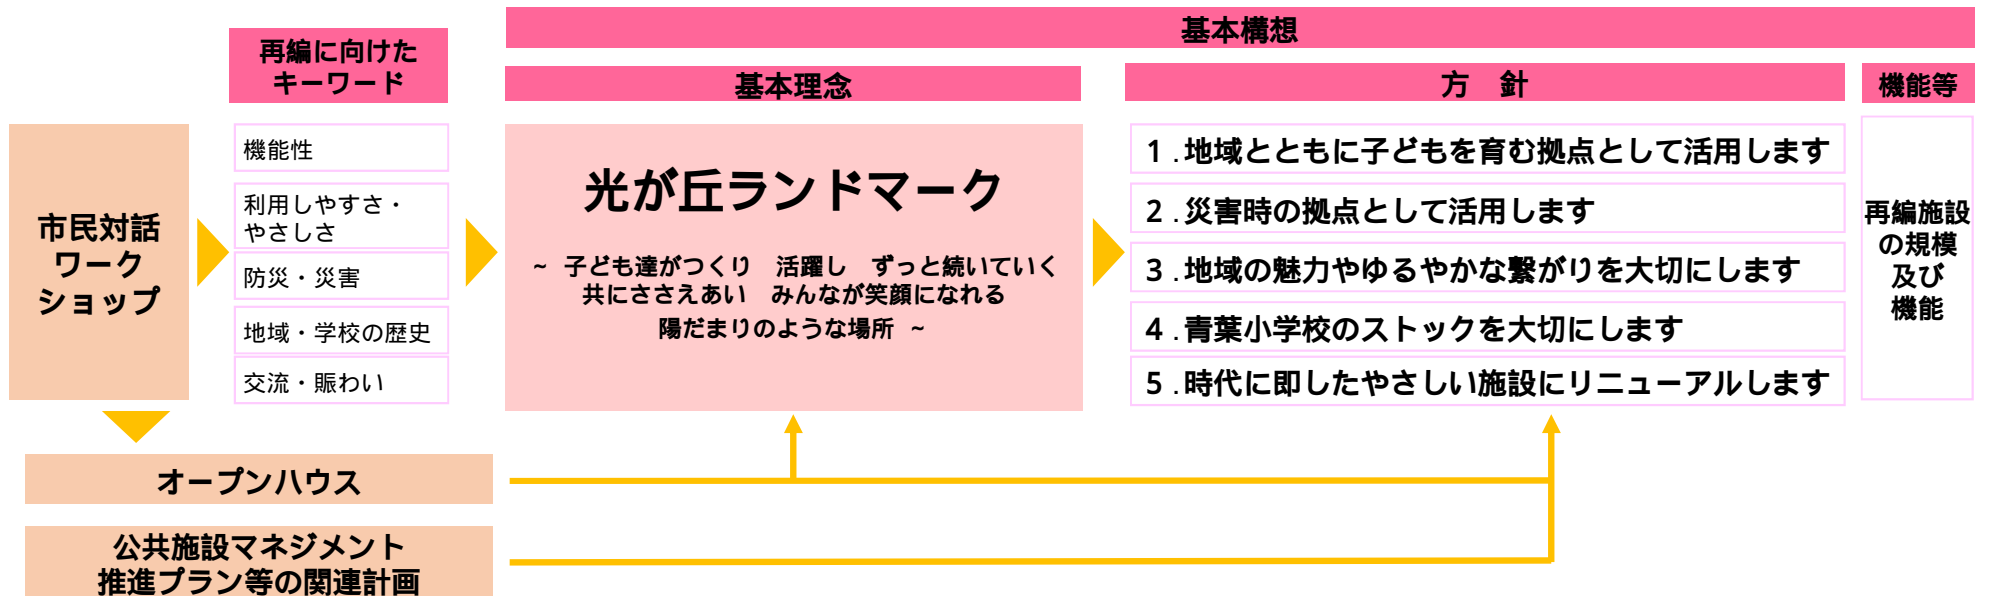 基本構想
再編に向けた
キーワード
基本理念
方　針
機能等
市民対話
ワーク
ショップ
機能性
利用しやすさ・
やさしさ
防災・災害
地域・学校の歴史
交流・賑わい
光が丘ランドマーク
~ 子ども達がつくり　活躍し　ずっと続いていく
共にささえあい　みんなが笑顔になれる
陽だまりのような場所 ~
1.地域とともに子どもを育む拠点として活用します
2.災害時の拠点として活用します
3.地域の魅力やゆるやかな繋がりを大切にします
4.青葉小学校のストックを大切にします
5.時代に即したやさしい施設にリニューアルします
再編施設
の規模
及び
機能
オープンハウス
公共施設マネジメント
推進プラン等の関連計画